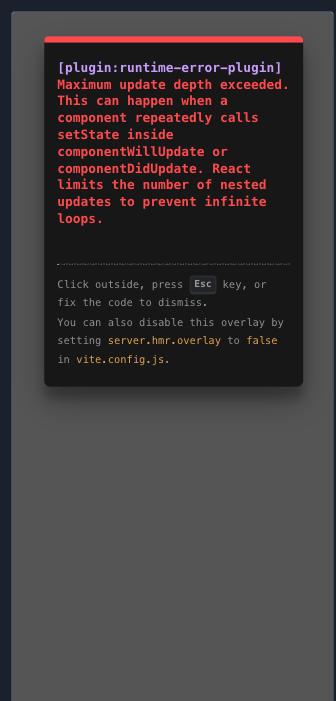 [plugin:runtime-error-plugin]
Maximum update depth exceeded.
This can happen when a
component repeatedly calls
setState inside
componentWillUpdate or
componentDidUpdate. React
limits the number of nested
updates to prevent infinite
loops.
Click outside, press Esc key, or
fix the code to dismiss.
You can also disable this overlay by
setting server.hmr.overlay to false
in vite.config.js.